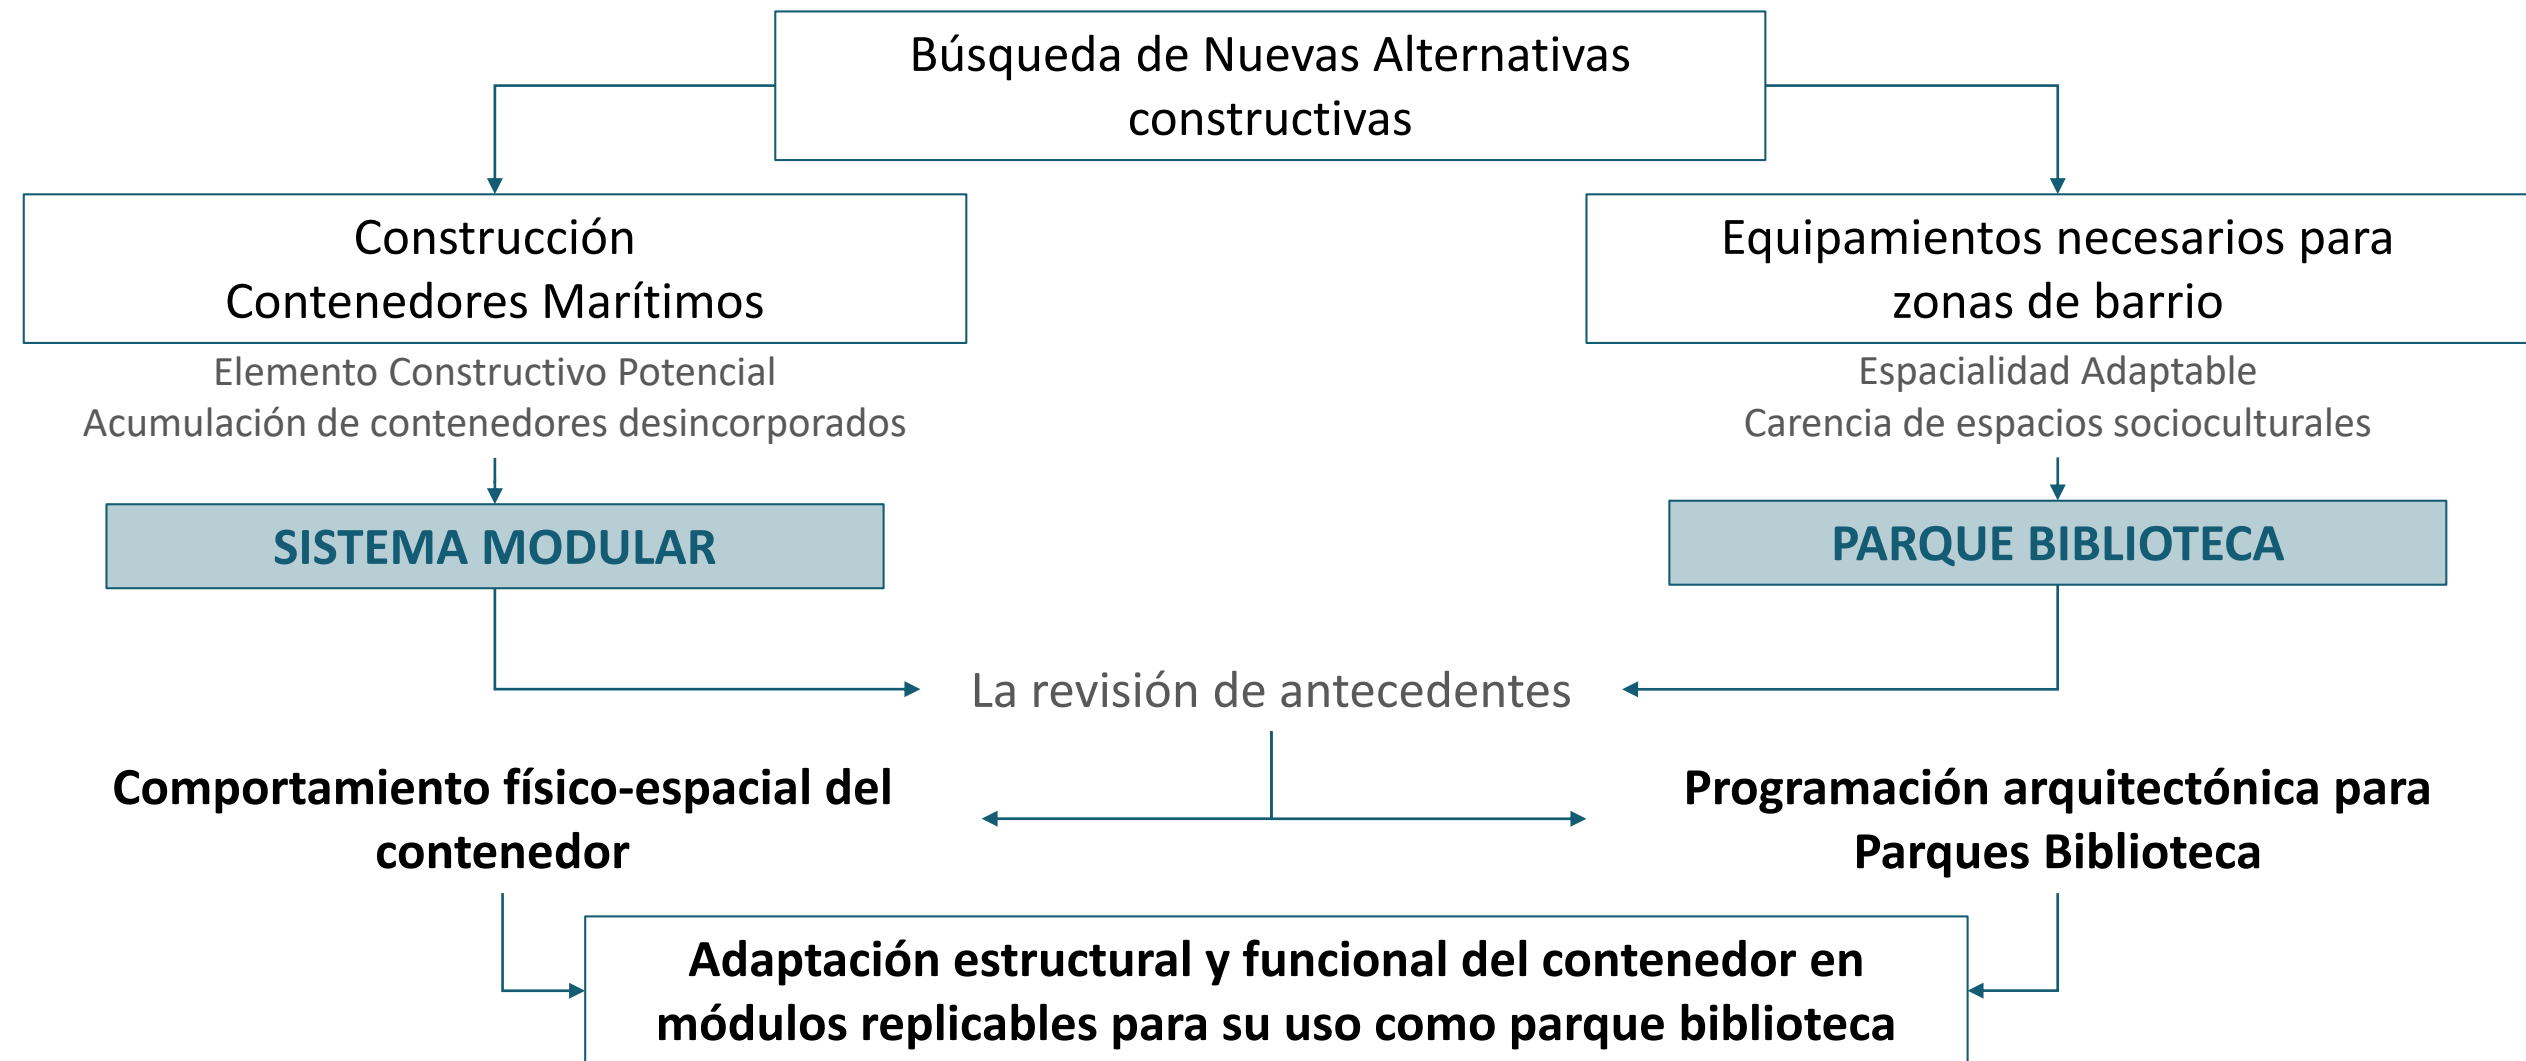 Búsqueda de Nuevas Alternativas
constructivas
Construcción
Contenedores Marítimos
Equipamientos necesarios para
zonas de barrio
Elemento Constructivo Potencial
Acumulación de contenedores desincorporados
Espacialidad Adaptable
Carencia de espacios socioculturales
SISTEMA MODULAR
PARQUE BIBLIOTECA
La revisión de antecedentes
Comportamiento físico-espacial del
contenedor
Programación arquitectónica para
Parques Biblioteca
Adaptación estructural y funcional del contenedor en
módulos replicables para su uso como parque biblioteca